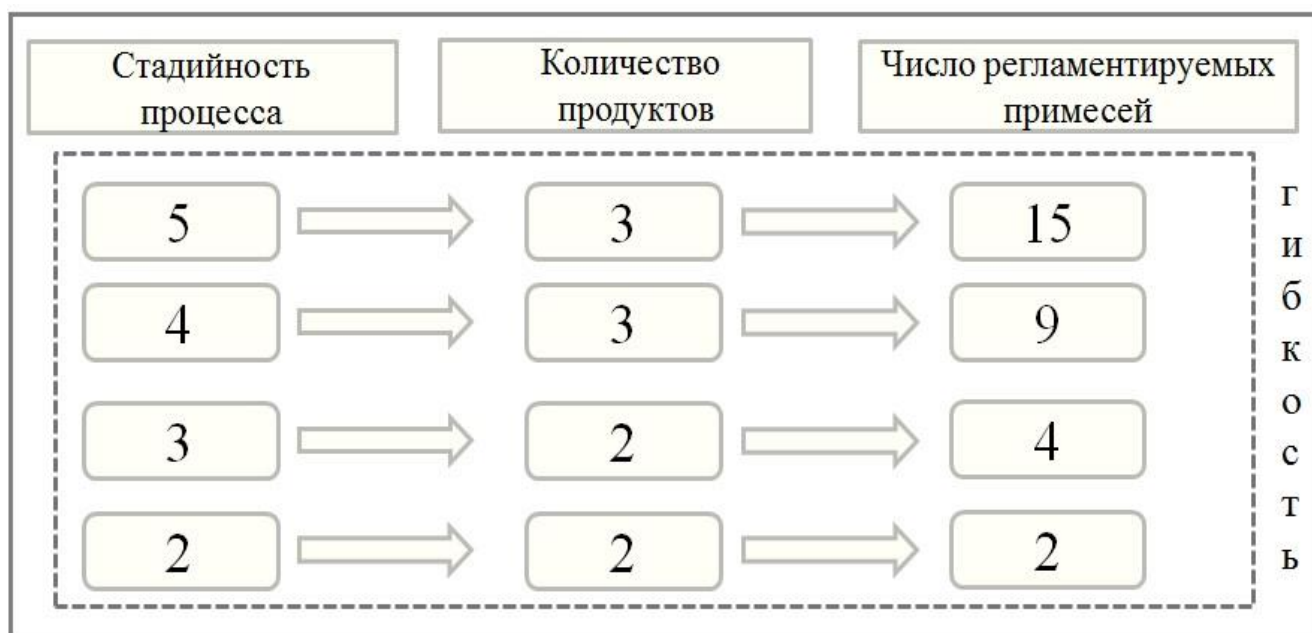 Стадийность
процесса
Количество
продуктов
Число регламентируемых
примесей
5
3
15
4
3
9
3
2
4
2
2
2
г
и
б
к
о
с
т
ь